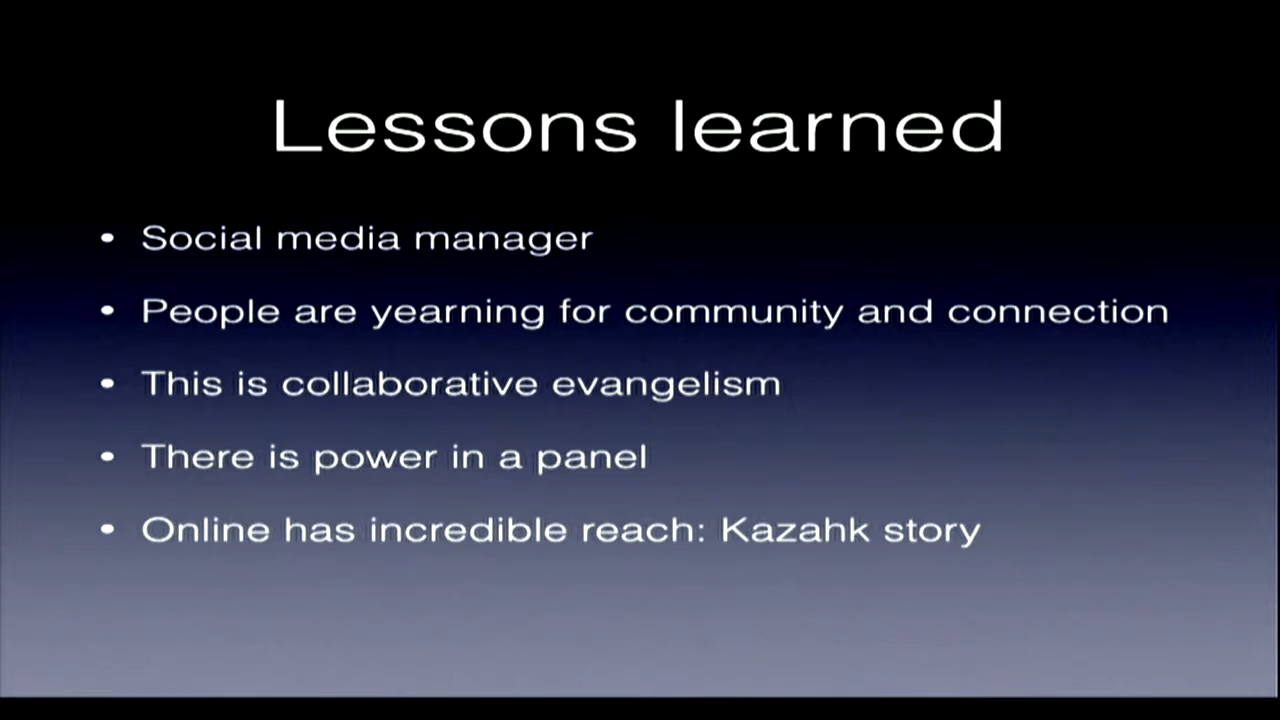 Lessons learned
• Social media manager
• People are yearning for community and connection
• This is collaborative evangelism
• There is power in a panel
• Online has incredible reach: Kazahk story